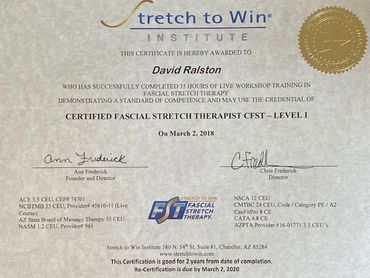 Stretch to Win®
INSTITUTE
THIS CERTIFICATE IS HEREBY AWARDED TO
David Ralston
WHO HAS SUCCESSFULLY COMPLETED 35 HOURS OF LIVE WORKSHOP TRAINING IN
FASCIAL STRETCH THERAPY
DEMONSTRATING A STANDARD OF COMPETENCE AND MAY USE THE CREDENTIAL OF
CERTIFIED FASCIAL STRETCH THERAPIST CFST – LEVEL I
On March 2, 2018
Ann Frederick
Ann Frederick
Founder and Director
Chris Frederick
Director
ACE 3.5 CEU, CEP# 74701
NCBTMB 35 CEU, Provider# 45610-11 (Live
Course)
AZ State Board of Massage Therapy 35 CEU
NASM 1.2 CEU, Provider# 961
STRETCH TO WIN
FST
FASCIAL
STRETCH
THERAPY
NSCA 12 CEU
CMTBC 24 CEU, Code / Category PE / A2
CanFitPro 8 CE
CATA 4.8 CE
AZPTA Provider #16-01771 3.5 CEU's
Stretch to Win Institute 580 N. 54th St. Suite #1, Chandler, AZ 85284
www.stretchtowin.com
This Certification is good for 2 years from date of completion.
Re-Certification is due by March 2, 2020